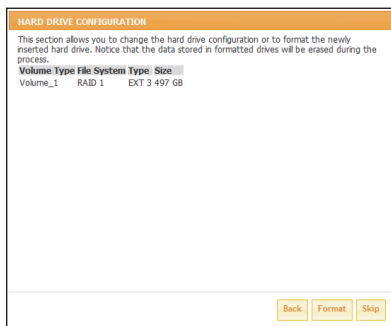 HARD DRIVE CONFIGURATION
This section allows you to change the hard drive configuration or to format the newly
inserted hard drive. Notice that the data stored in formatted drives will be erased during the
process.
Volume Type File System Type Size
Volume_1 RAID 1 EXT 3 497 GB
Back Format Skip